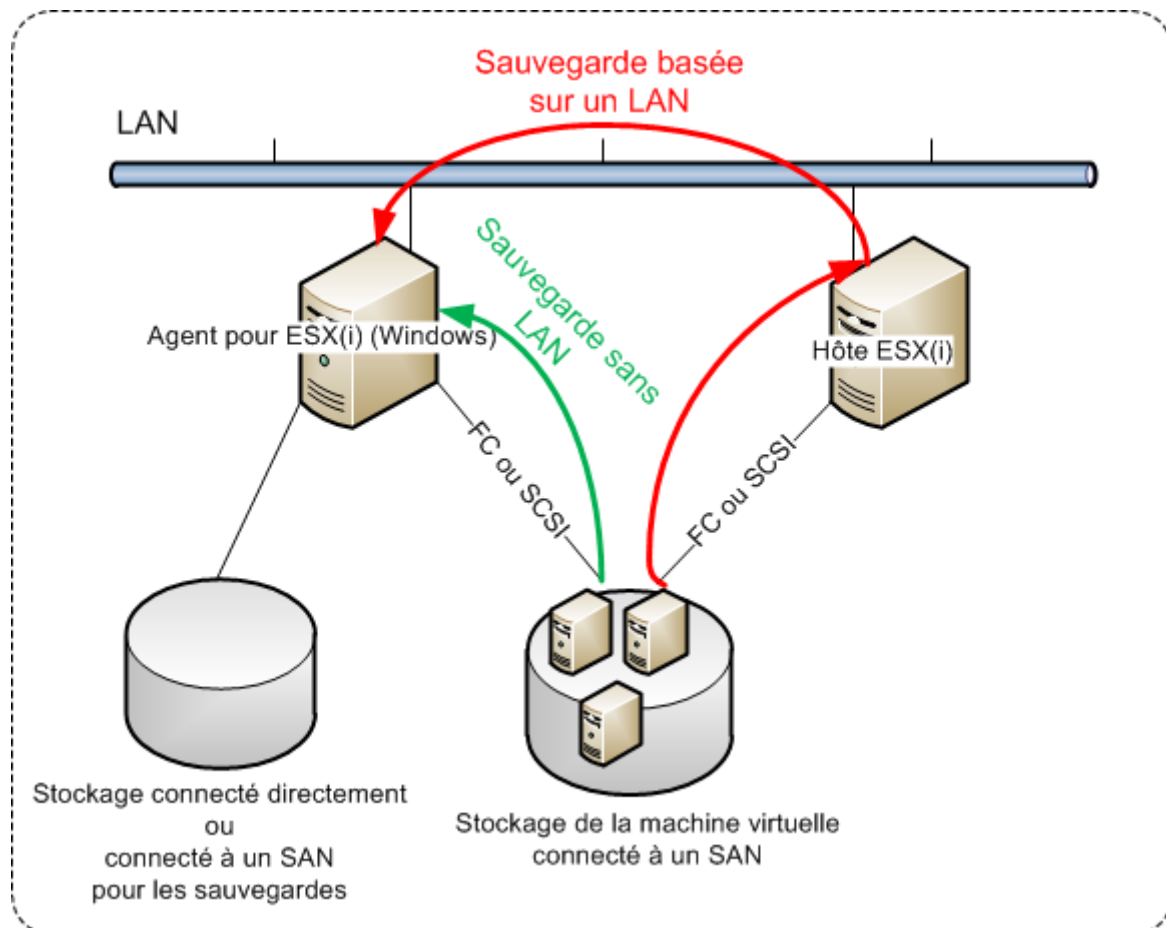 Sauvegarde basée
sur un LAN
LAN
Sauvegarde sans
LAN
Agent pour ESX(i) (Windows)
Hôte ESX(i)
FC ou SCSI
FC ou SCSI
Stockage connecté directement
ou
connecté à un SAN
pour les sauvegardes
Stockage de la machine virtuelle
connecté à un SAN